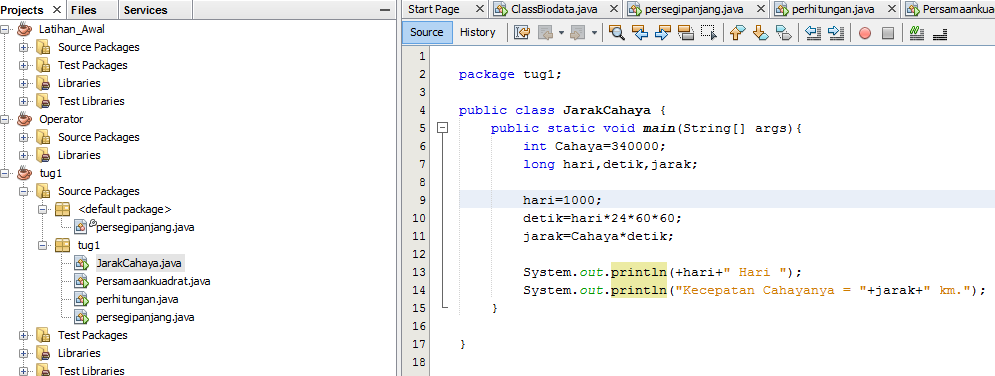 Projects
Files
Services
Latihan_Awal
Source Packages
Test Packages
Libraries
Test Libraries
Operator
Source Packages
Libraries
tug1
Source Packages
<default package>
persegipanjang.java
tug1
JarakCahaya.java
Persamaankuadrat.java
perhitungan.java
persegipanjang.java
Test Packages
Libraries
Test Libraries
Start Page
ClassBiodata.java
persegipanjang.java
perhitungan.java
Persamaankuad
Source
History
1
2 package tug1;
3
4 public class JarakCahaya {
5 public static void main(String[] args){
6 int Cahaya=340000;
7 long hari,detik,jarak;
8
9 hari=1000;
10 detik=hari*24*60*60;
11 jarak=Cahaya*detik;
12
13 System.out.println(+hari+" Hari ");
14 System.out.println("Kecepatan Cahayanya = "+jarak+" km.");
15 }
16
17 }
18